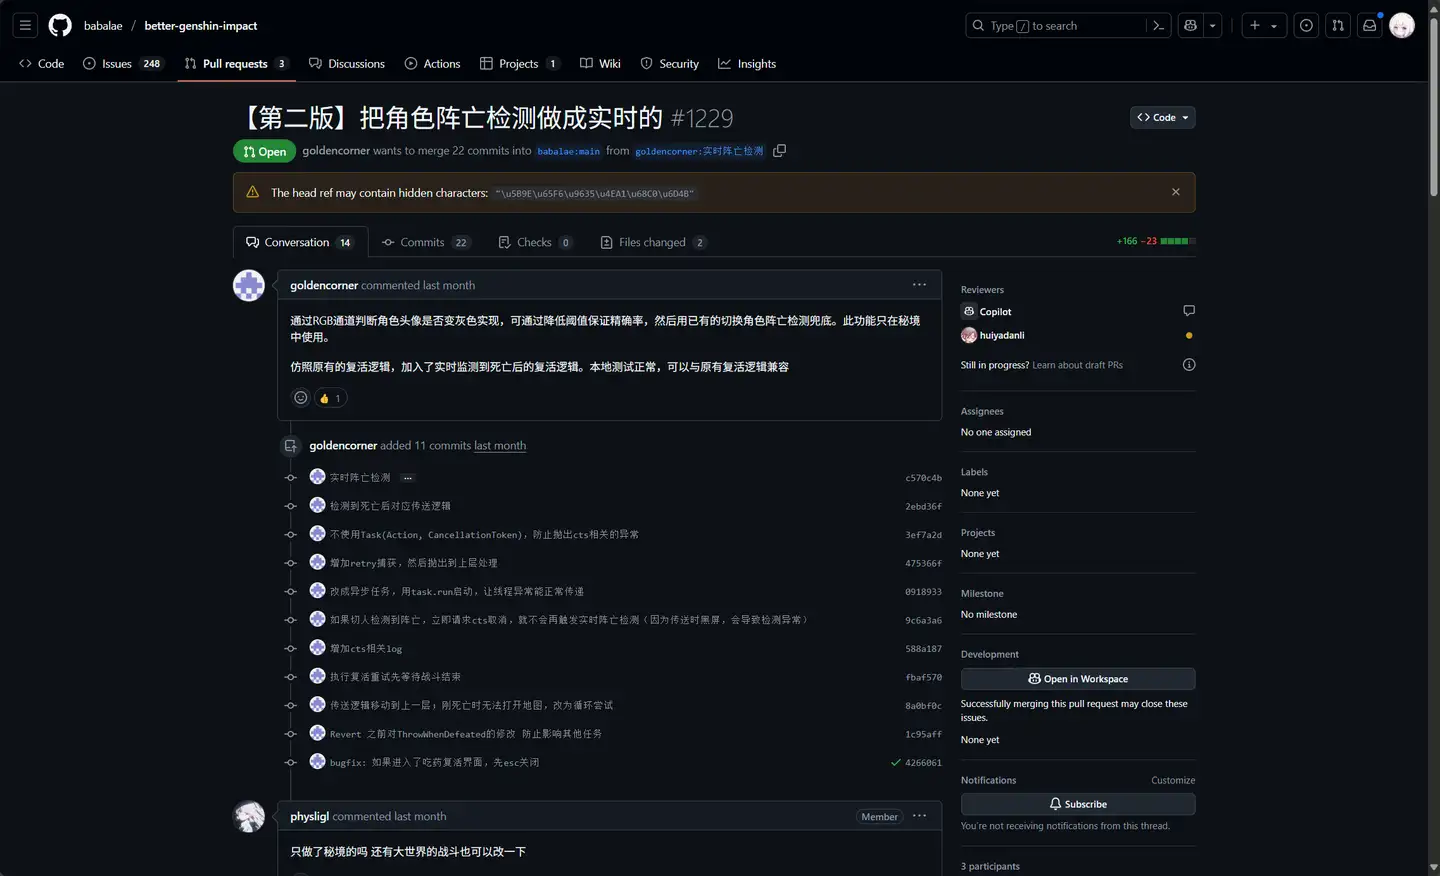 babalae / better-genshin-impact
Type / to search
Code
Issues 248
Pull requests 3
Discussions
Actions
Projects 1
Wiki
Security
Insights
【第二版】把角色阵亡检测做成实时的 #1229
Code
Open
goldencorner wants to merge 22 commits into babalae:main from goldencorner:实时阵亡检测
The head ref may contain hidden characters: "\u5B9E\u65F6\u9635\u4EA1\u68C0\u6D4B"
Conversation 14
Commits 22
Checks 0
Files changed 2
+166 −23
goldencorner commented last month
通过RGB通道判断角色头像是否变灰色实现，可通过降低阈值保证精确率，然后用已有的切换角色阵亡检测兜底。此功能只在秘境
中使用。
仿照原有的复活逻辑，加入了实时监测到死亡后的复活逻辑。本地测试正常，可以与原有复活逻辑兼容
1
goldencorner added 11 commits last month
实时阵亡检测 … c570c4b
检测到死亡后对应传送逻辑 2ebd36f
不使用Task(Action, CancellationToken)，防止抛出cts相关的异常 3ef7a2d
增加retry捕获，然后抛出到上层处理 475366f
改成异步任务，用task.run启动，让线程异常能正常传递 0918933
如果切人检测到阵亡，立即请求cts取消，就不会再触发实时阵亡检测（因为传送时黑屏，会导致检测异常） 9c6a3a6
增加cts相关log 588a187
执行复活重试先等待战斗结束 fbaf570
传送逻辑移动到上一层；刚死亡时无法打开地图，改为循环尝试 8a0bf0c
Revert 之前对ThrowWhenDefeated的修改 防止影响其他任务 1c95aff
bugfix: 如果进入了吃药复活界面，先esc关闭 4266061
physligl commented last month
Member
只做了秘境的吗 还有大世界的战斗也可以改一下
Reviewers
Copilot
huiyadanli
Still in progress? Learn about draft PRs
Assignees
No one assigned
Labels
None yet
Projects
None yet
Milestone
No milestone
Development
Open in Workspace
Successfully merging this pull request may close these
issues.
None yet
Notifications
Customize
Subscribe
You're not receiving notifications from this thread.
3 participants